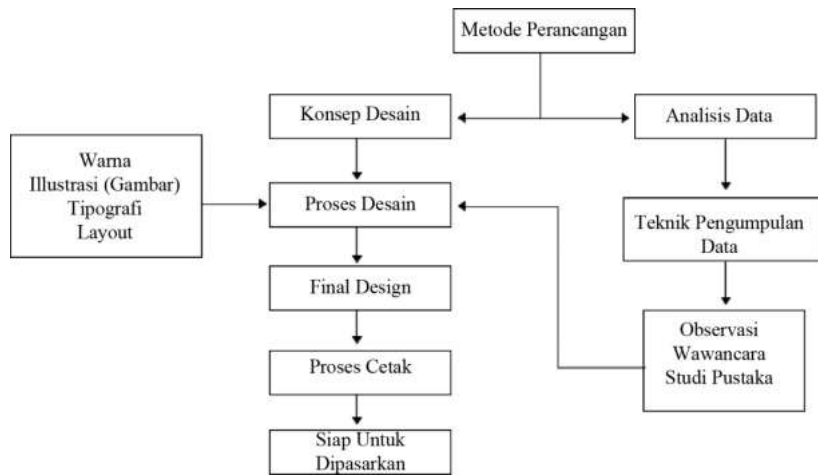 Metode Perancangan
Konsep Desain
Analisis Data
Warna
Illustrasi (Gambar)
Tipografi
Layout
Proses Desain
Teknik Pengumpulan
Data
Final Design
Observasi
Wawancara
Studi Pustaka
Proses Cetak
Siap Untuk
Dipasarkan